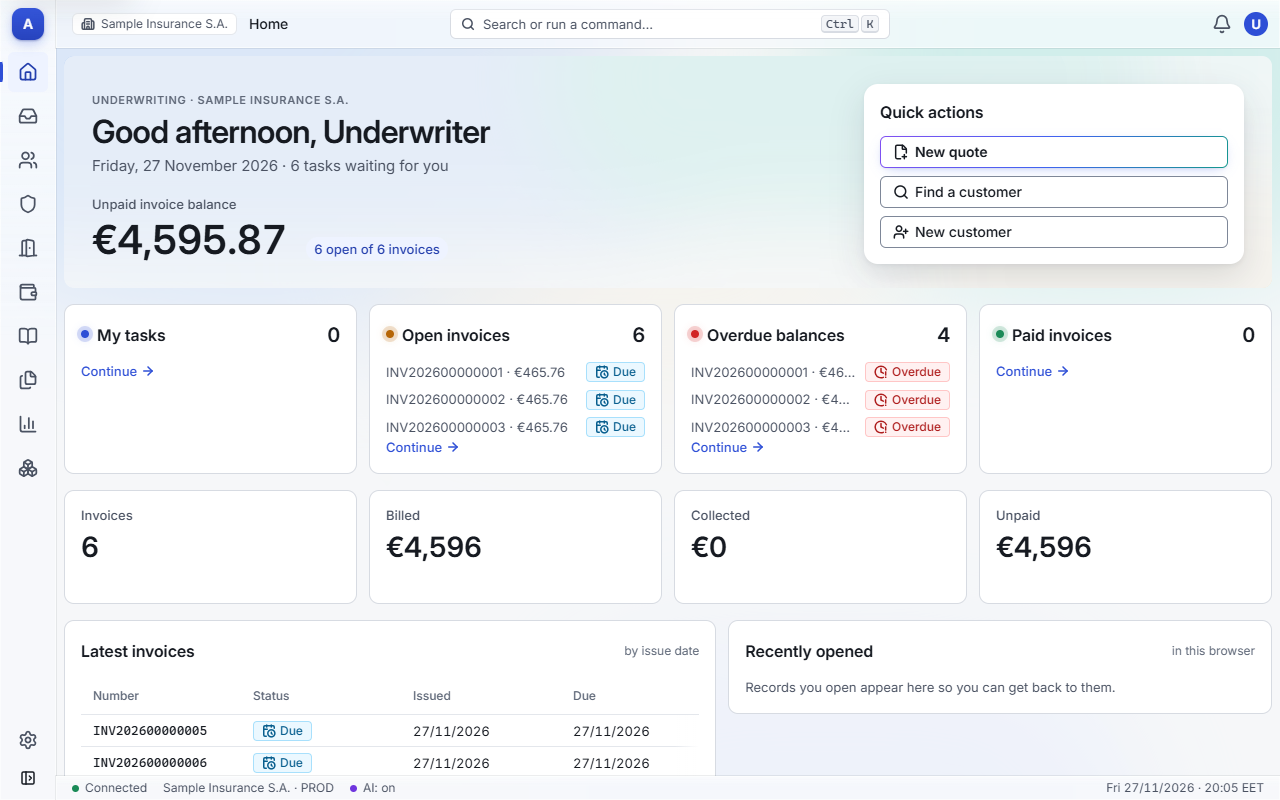 A
Sample Insurance S.A.
Home
Search or run a command...
Ctrl K
U
UNDERWRITING · SAMPLE INSURANCE S.A.
Good afternoon, Underwriter
Friday, 27 November 2026 · 6 tasks waiting for you
Unpaid invoice balance
€4,595.87
6 open of 6 invoices
Quick actions
New quote
Find a customer
New customer
My tasks 0
Continue →
Open invoices 6
INV202600000001 · €465.76 Due
INV202600000002 · €465.76 Due
INV202600000003 · €465.76 Due
Continue →
Overdue balances 4
INV202600000001 · €46... Overdue
INV202600000002 · €4... Overdue
INV202600000003 · €4... Overdue
Continue →
Paid invoices 0
Continue →
Invoices
6
Billed
€4,596
Collected
€0
Unpaid
€4,596
Latest invoices by issue date
Number Status Issued Due
INV202600000005 Due 27/11/2026 27/11/2026
INV202600000006 Due 27/11/2026 27/11/2026
Recently opened in this browser
Records you open appear here so you can get back to them.
Connected Sample Insurance S.A. · PROD AI: on Fri 27/11/2026 · 20:05 EET